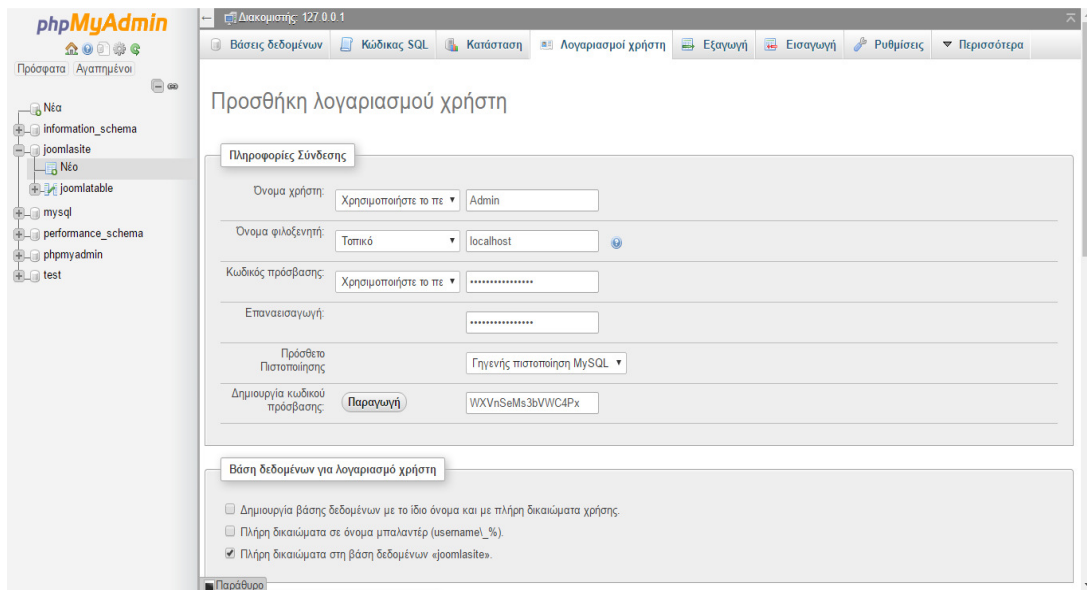 phpMyAdmin
Πρόσφατα Αγαπημένοι
Νέα
information_schema
joomlasite
Νέο
joomlatable
mysql
performance_schema
phpmyadmin
test
Διακομιστής: 127.0.0.1
Βάσεις δεδομένων Κώδικας SQL Κατάσταση Λογαριασμοί χρήστη Εξαγωγή Εισαγωγή Ρυθμίσεις Περισσότερα
Προσθήκη λογαριασμού χρήστη
Πληροφορίες Σύνδεσης
Όνομα χρήστη: Χρησιμοποιήστε το πε Admin
Όνομα φιλοξενητή: Τοπικό localhost
Κωδικός πρόσβασης: Χρησιμοποιήστε το πε ••••••••••••••••
Επαναεισαγωγή: ••••••••••••••••
Πρόσθετο
Πιστοποίησης
Γηγενής πιστοποίηση MySQL
Δημιουργία κωδικού
πρόσβασης:
Παραγωγή WXVnSeMs3bVWC4Px
Βάση δεδομένων για λογαριασμό χρήστη
Δημιουργία βάσης δεδομένων με το ίδιο όνομα και με πλήρη δικαιώματα χρήσης.
Πλήρη δικαιώματα σε όνομα μπαλαντέρ (username\_%).
Πλήρη δικαιώματα στη βάση δεδομένων «joomlasite».
Παράθυρο